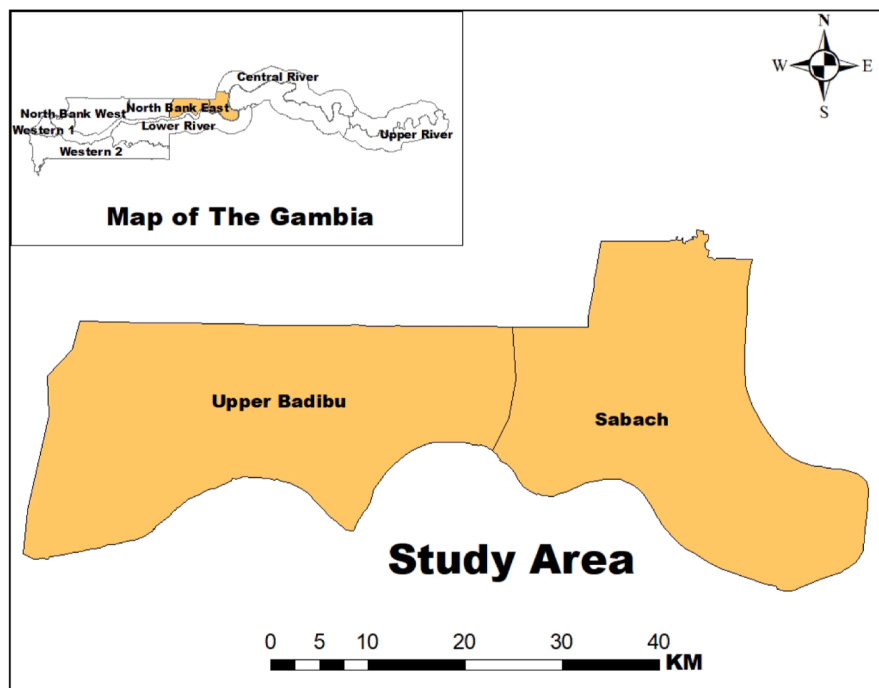 N
W E
S
Central River
North Bank West North Bank East
Western 1 Lower River
Upper River
Western 2
Map of The Gambia
Upper Badibu
Sabach
Study Area
0 5 10 20 30 40
KM